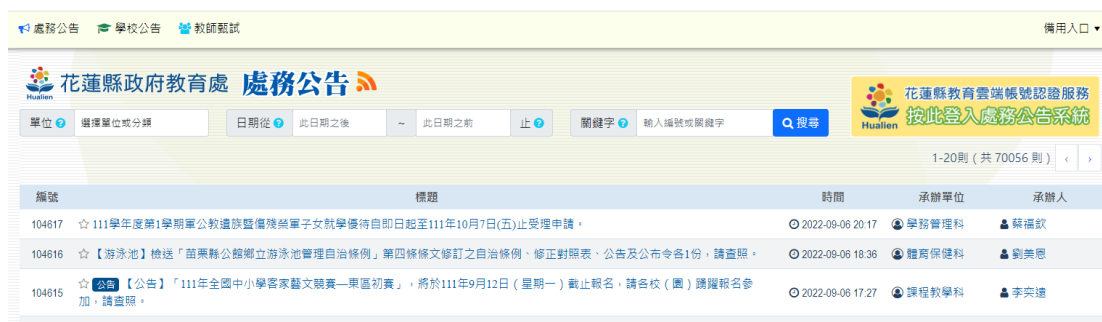 處務公告 學校公告 教師甄試 備用入口
Hualien 花蓮縣政府教育處 處務公告
花蓮縣教育雲端帳號認證服務
Hualien 按此登入處務公告系統
單位 選擇單位或分類 日期從 此日期之後 ~ 此日期之前 止 關鍵字 輸入編號或關鍵字 搜尋
1-20則 ( 共 70056 則 ) ‹ ›
編號 標題 時間 承辦單位 承辦人
104617 ☆ 111學年度第1學期軍公教遺族暨傷殘榮軍子女就學優待自即日起至111年10月7日(五)止受理申請。 2022-09-06 20:17 學務管理科 蔡福欽
104616 ☆ 【游泳池】檢送「苗栗縣公館鄉立游泳池管理自治條例」第四條條文修訂之自治條例、修正對照表、公告及公布令各1份，請查照。 2022-09-06 18:36 體育保健科 劉美恩
104615 ☆ 公告 【公告】「111年全國中小學客家藝文競賽—東區初賽」，將於111年9月12日（星期一）截止報名，請各校（園）踴躍報名參 2022-09-06 17:27 課程教學科 李奕遠
加，請查照。